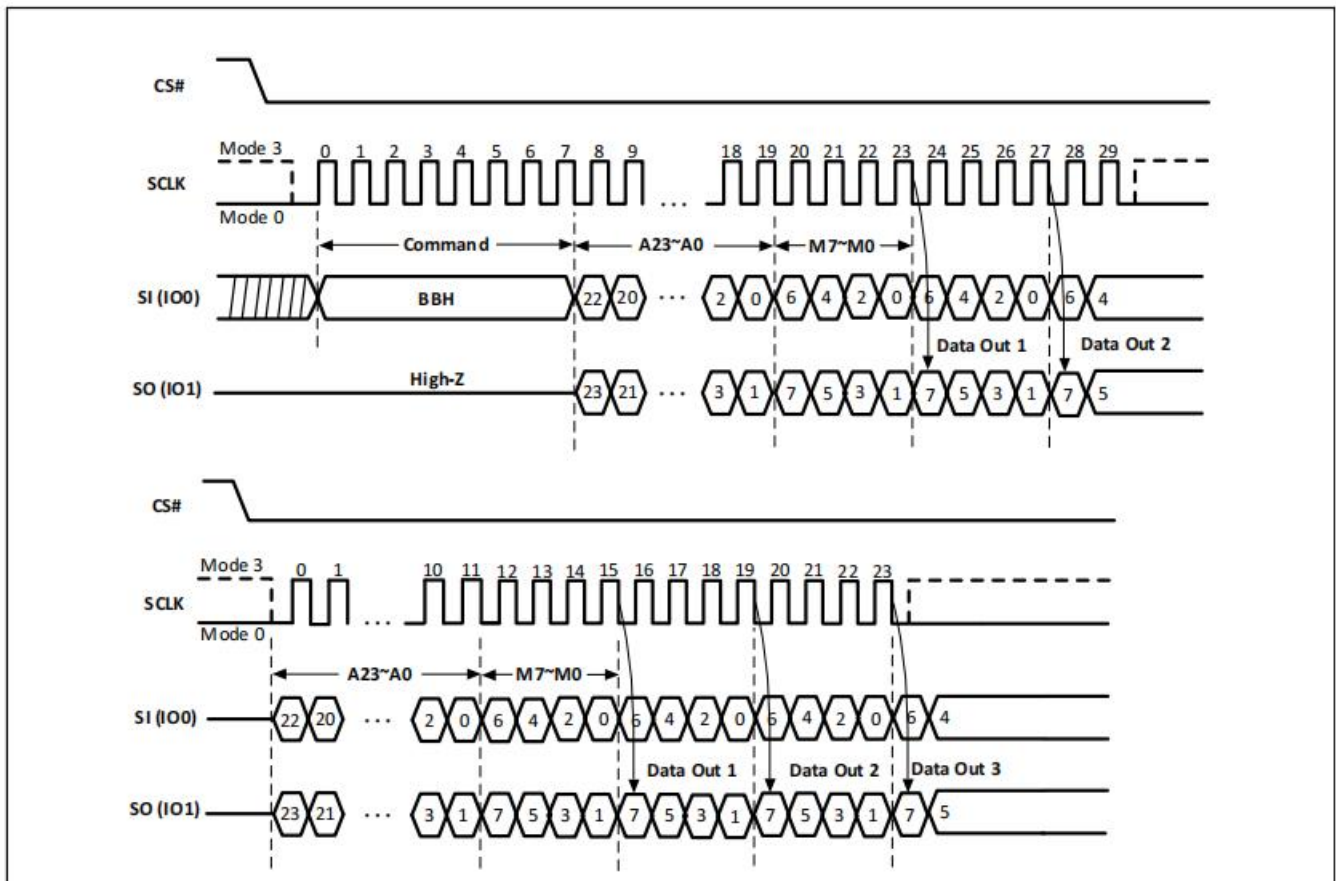 CS#
Mode 3 0 1 2 3 4 5 6 7 8 9 18 19 20 21 22 23 24 25 26 27 28 29
SCLK
... 
Mode 0
Command A23~A0 M7~M0
SI (IO0) BBH 22 20 ... 2 0 6 4 2 0 6 4 2 0 6 4
Data Out 1 Data Out 2
High-Z
SO (IO1) 23 21 ... 3 1 7 5 3 1 7 5 3 1 7 5
CS#
Mode 3 0 1 10 11 12 13 14 15 16 17 18 19 20 21 22 23
SCLK
...
Mode 0
A23~A0 M7~M0
SI (IO0) 22 20 ... 2 0 6 4 2 0 6 4 2 0 6 4 2 0 6 4
Data Out 1 Data Out 2 Data Out 3
SO (IO1) 23 21 ... 3 1 7 5 3 1 7 5 3 1 7 5 3 1 7 5